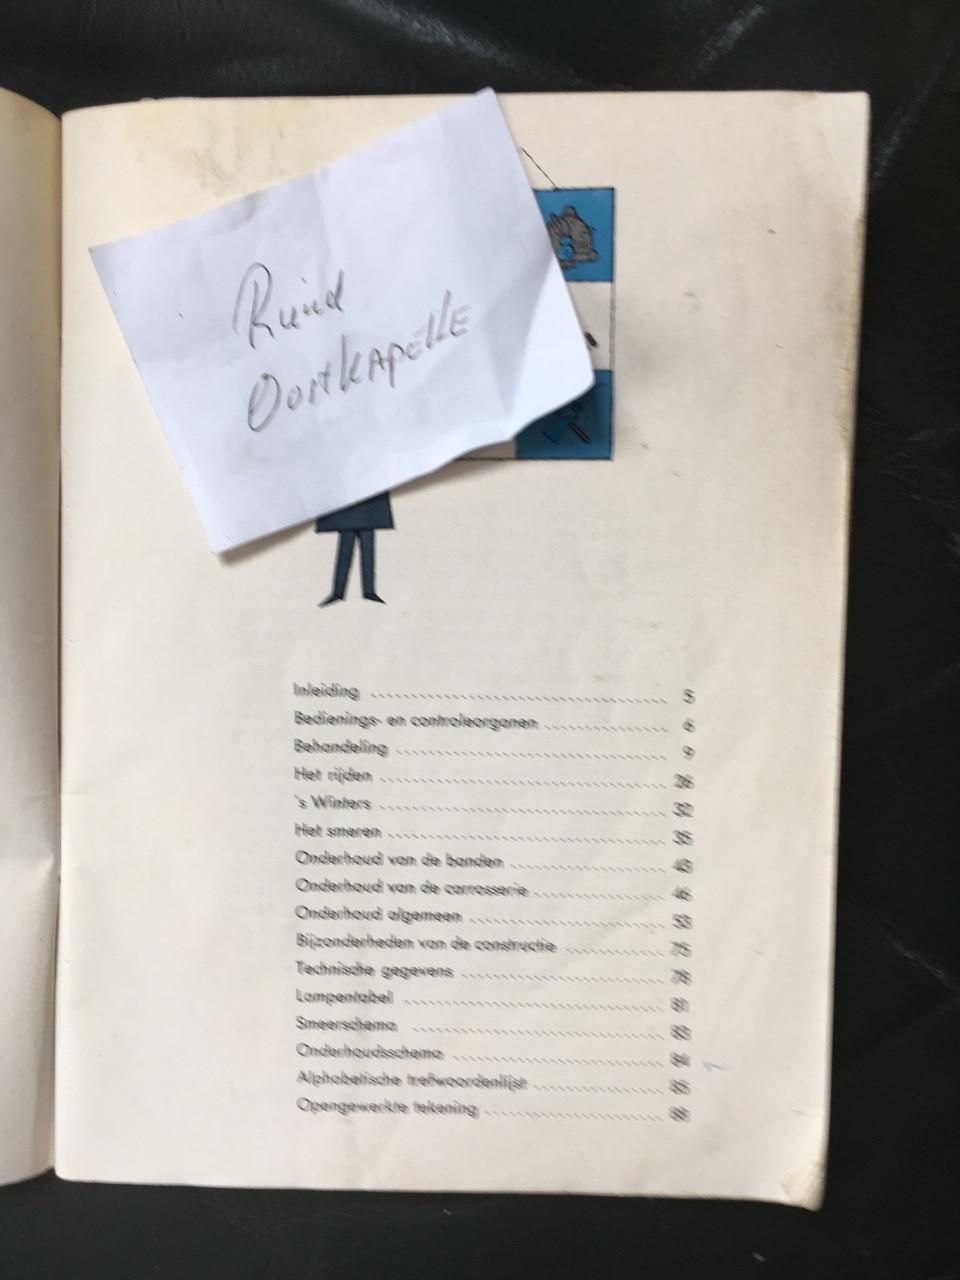 Ruud
Oostkapelle
Inleiding .......... 5
Bedienings- en controleorganen .......... 6
Behandeling .......... 9
Het rijden .......... 26
's Winters .......... 32
Het smeren .......... 35
Onderhoud van de banden .......... 43
Onderhoud van de carrosserie .......... 46
Onderhoud algemeen .......... 53
Bijzonderheden van de constructie .......... 75
Technische gegevens .......... 78
Lampentabel .......... 81
Smeerschema .......... 83
Onderhoudsschema .......... 84
Alphabetische trefwoordenlijst .......... 85
Opengewerkte tekening .......... 88